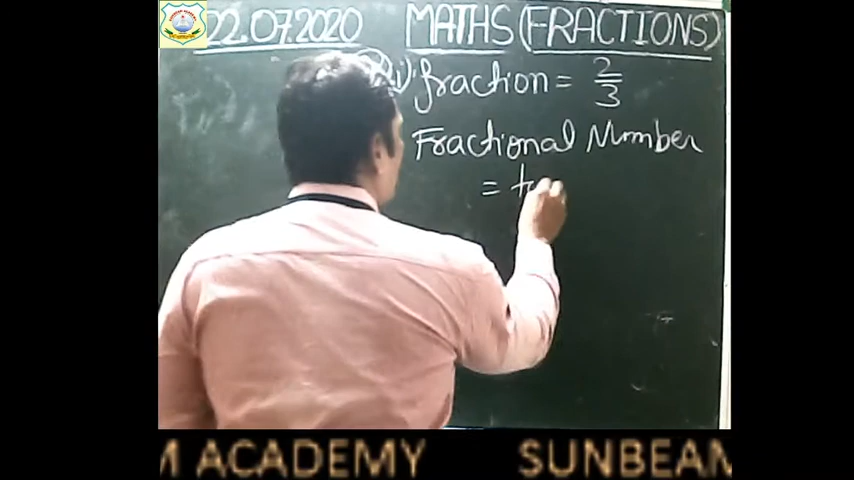 22.07.2020 MATHS (FRACTIONS)
i) fraction = 2/3
Fractional Number
=
M ACADEMY SUNBEAM